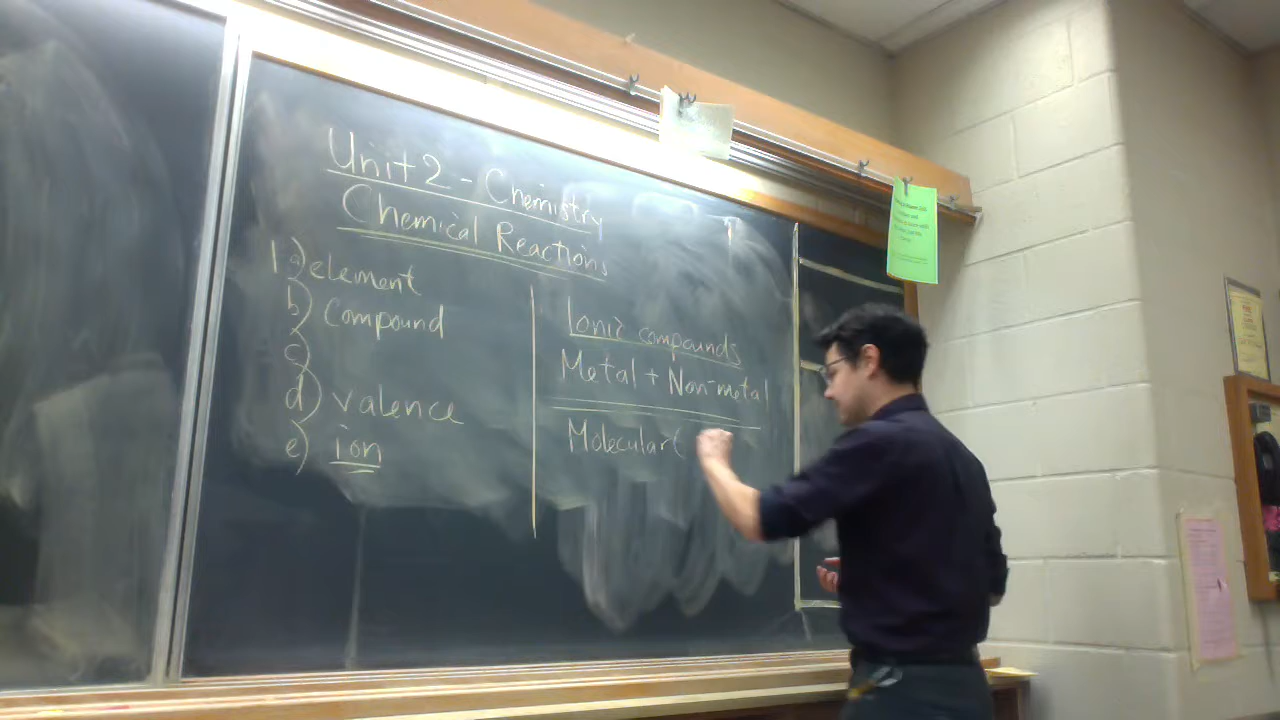 Unit 2 - Chemistry
Chemical Reactions
1 a) element
b) Compound
c)
d) valence
e) ion
Ionic compounds
Metal + Non-metal
Molecular (